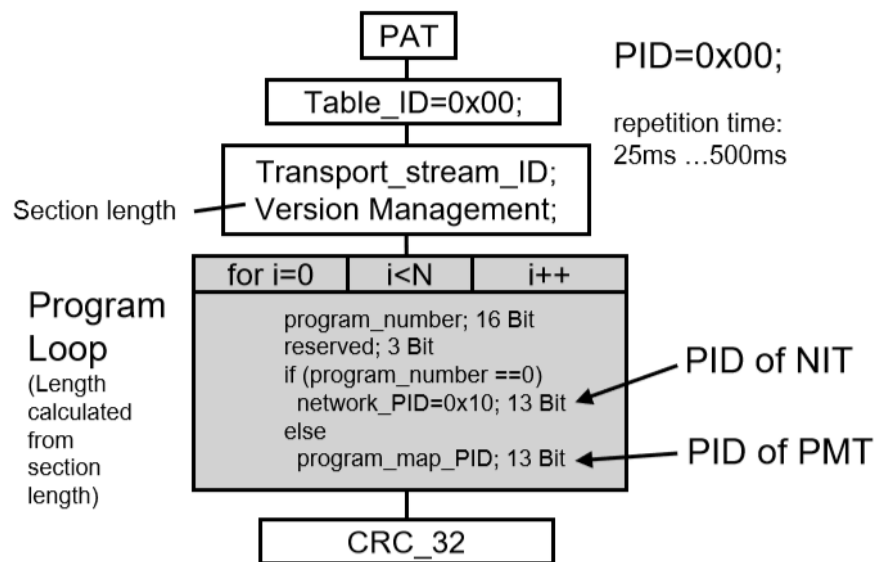 PAT
PID=0x00;
Table_ID=0x00;
repetition time:
25ms ...500ms
Transport_stream_ID;
Version Management;
Section length
for i=0 i<N i++
Program
Loop
(Length
calculated
from
section
length)
program_number; 16 Bit
reserved; 3 Bit
if (program_number ==0)
network_PID=0x10; 13 Bit
else
program_map_PID; 13 Bit
PID of NIT
PID of PMT
CRC_32